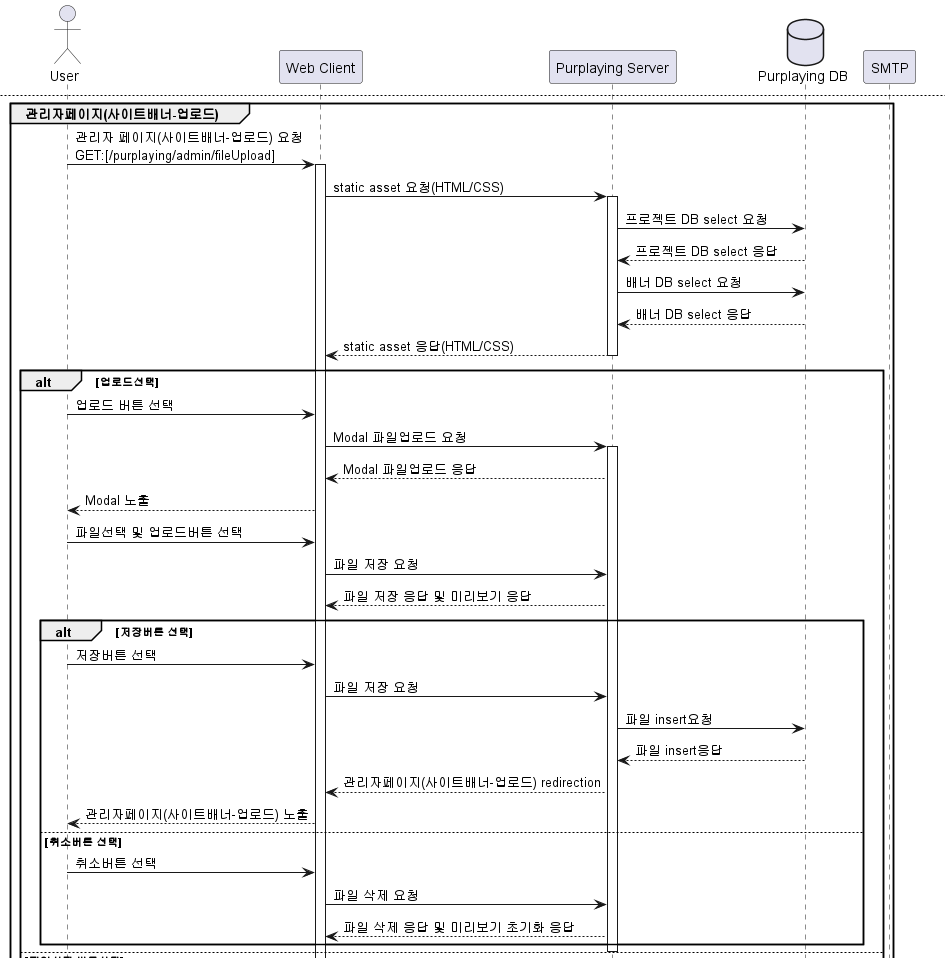 User
Web Client
Purplaying Server
Purplaying DB
SMTP
관리자페이지(사이트배너-업로드)
관리자 페이지(사이트배너-업로드) 요청
GET:[/purplaying/admin/fileUpload]
static asset 요청(HTML/CSS)
프로젝트 DB select 요청
프로젝트 DB select 응답
배너 DB select 요청
배너 DB select 응답
static asset 응답(HTML/CSS)
alt [업로드선택]
업로드 버튼 선택
Modal 파일업로드 요청
Modal 파일업로드 응답
Modal 노출
파일선택 및 업로드버튼 선택
파일 저장 요청
파일 저장 응답 및 미리보기 응답
alt [저장버튼 선택]
저장버튼 선택
파일 저장 요청
파일 insert요청
파일 insert응답
관리자페이지(사이트배너-업로드) redirection
관리자페이지(사이트배너-업로드) 노출
[취소버튼 선택]
취소버튼 선택
파일 삭제 요청
파일 삭제 응답 및 미리보기 초기화 응답